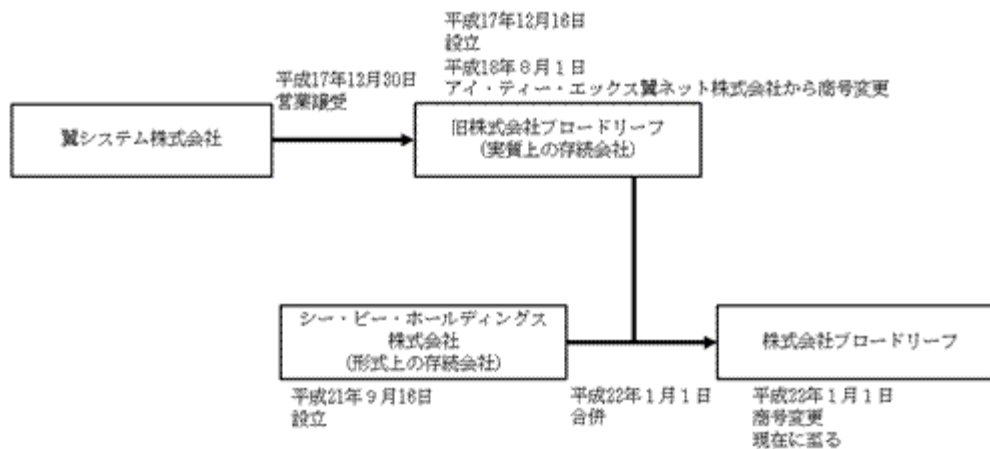 平成17年12月16日
設立
平成18年8月1日
アイ・ティー・エックス翼ネット株式会社から商号変更
平成17年12月30日
営業譲受
翼システム株式会社
旧株式会社ブロードリーフ
(実質上の存続会社)
シー・ビー・ホールディングス
株式会社
(形式上の存続会社)
株式会社ブロードリーフ
平成21年9月16日
設立
平成22年1月1日
合併
平成22年1月1日
商号変更
現在に至る